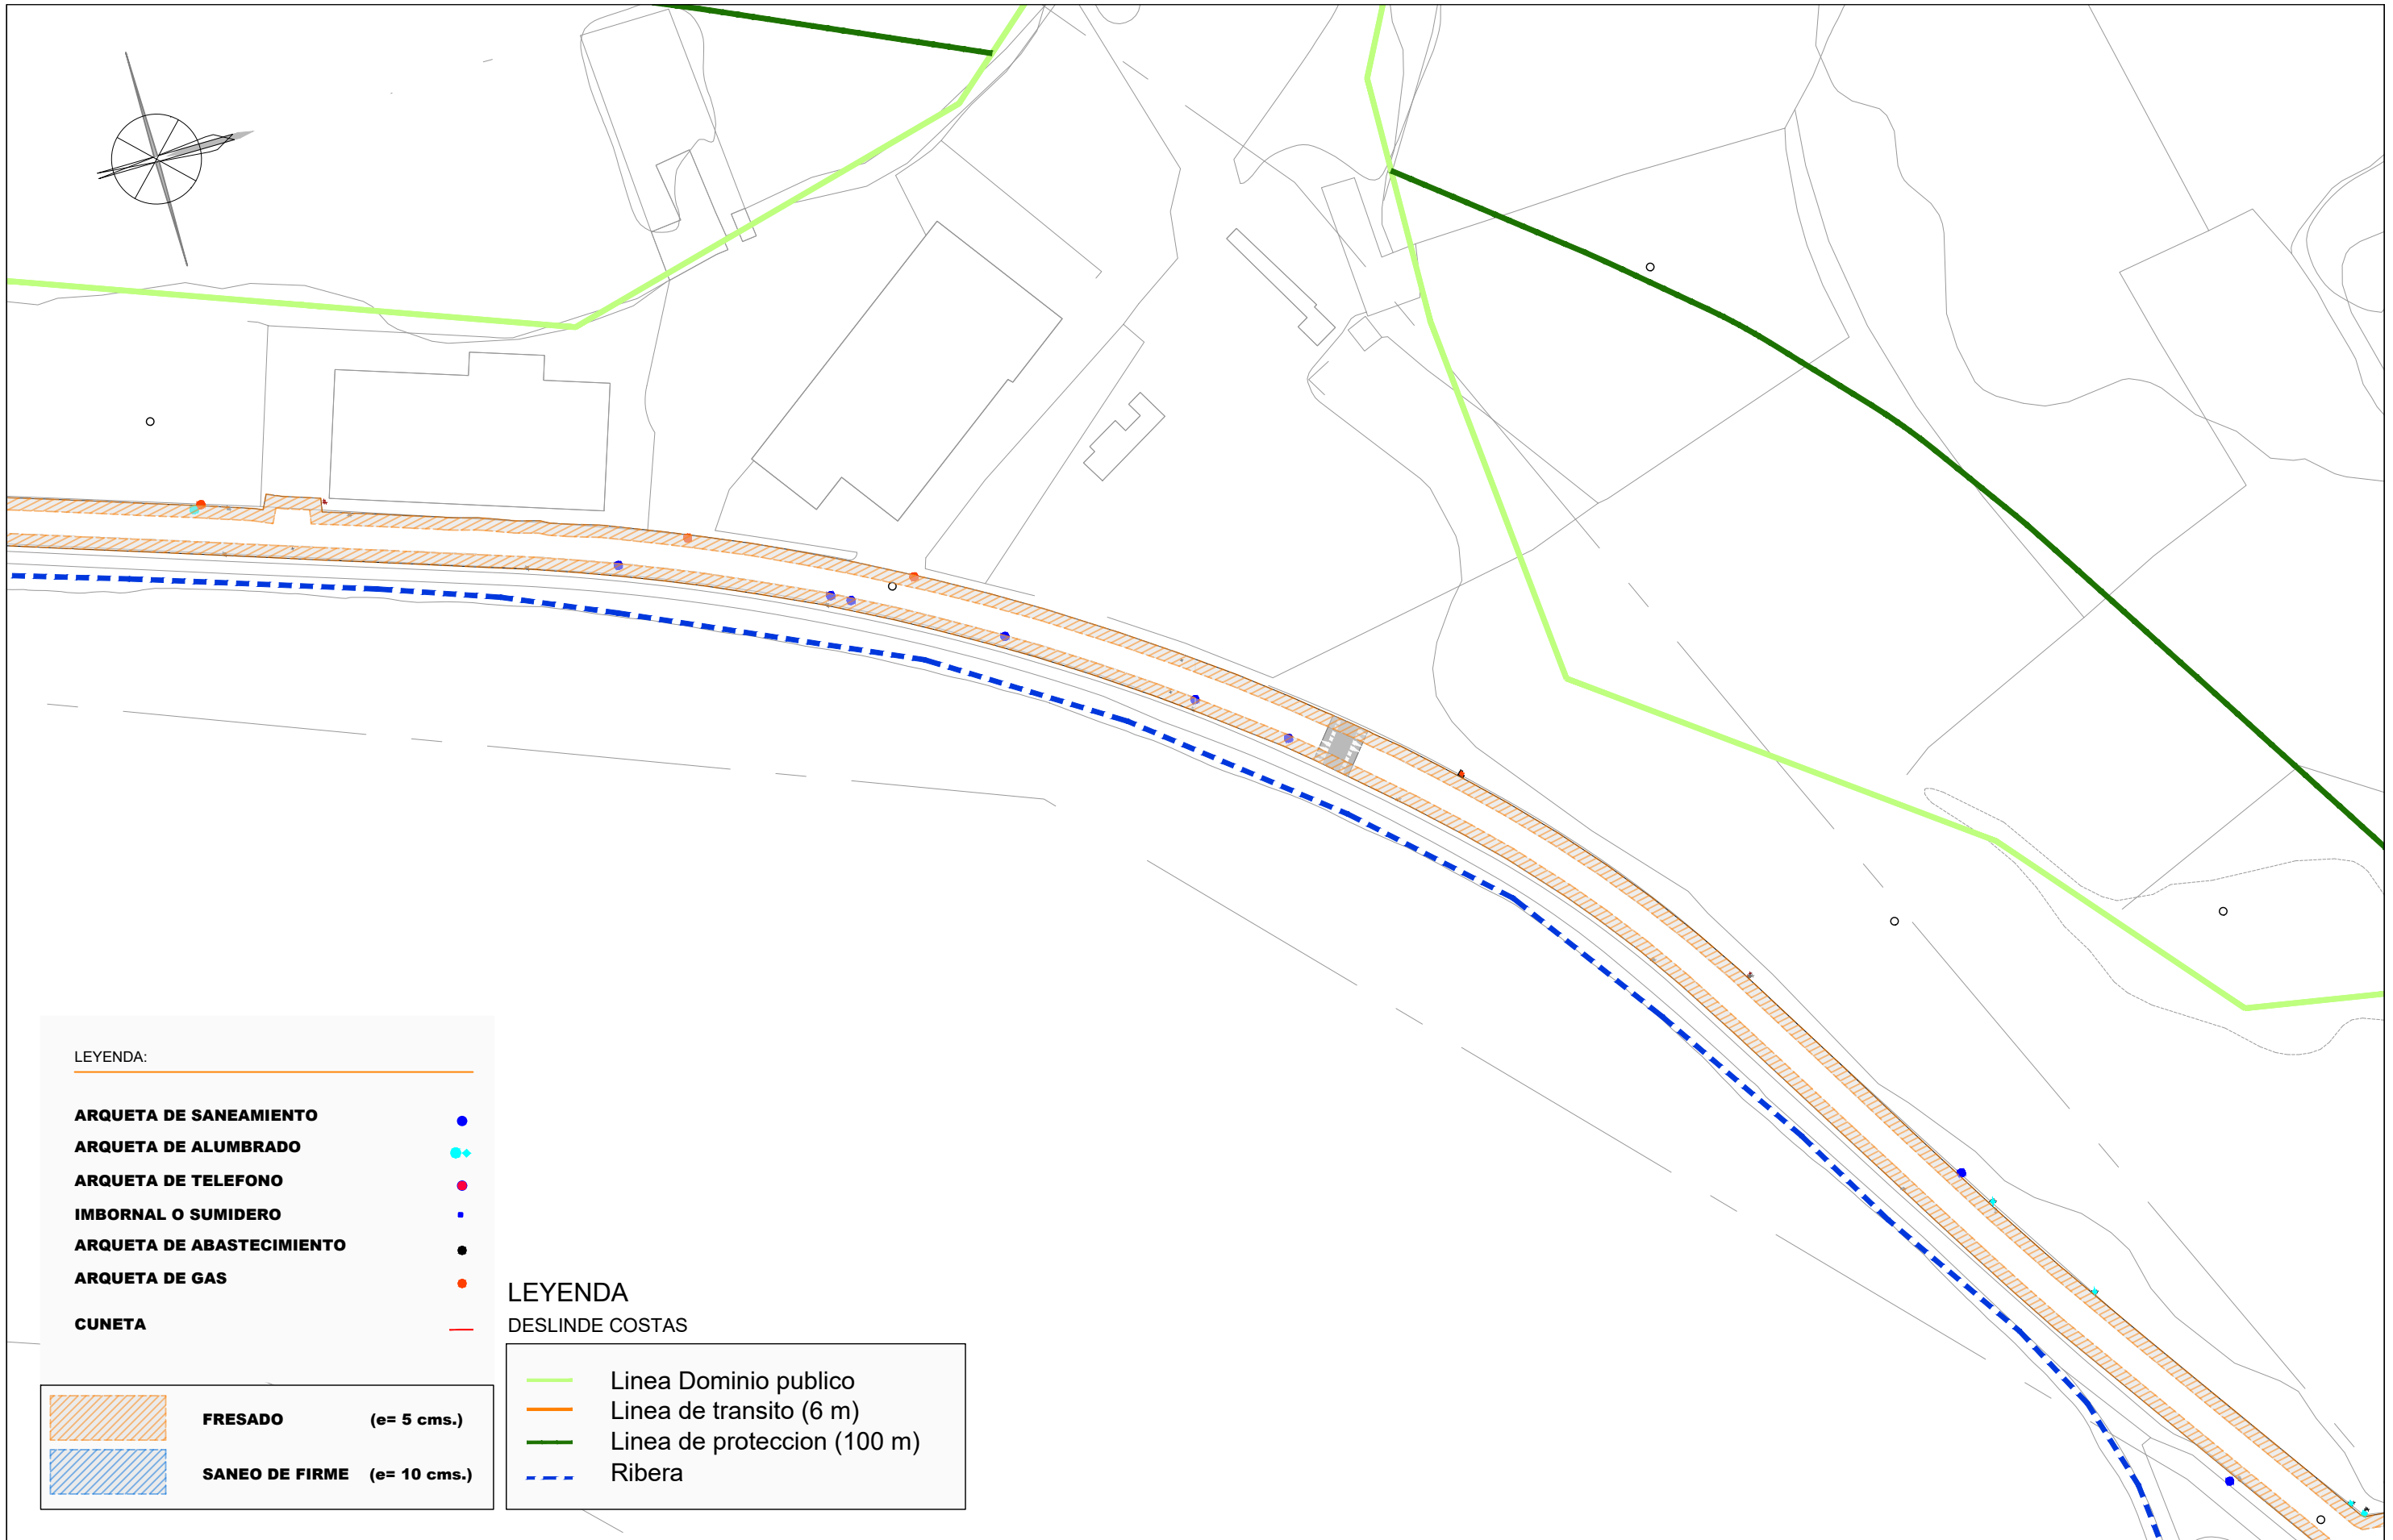 LEYENDA:
ARQUETA DE SANEAMIENTO
ARQUETA DE ALUMBRADO
ARQUETA DE TELEFONO
IMBORNAL O SUMIDERO
ARQUETA DE ABASTECIMIENTO
ARQUETA DE GAS
CUNETA
FRESADO (e= 5 cms.)
SANEO DE FIRME (e= 10 cms.)
LEYENDA
DESLINDE COSTAS
Linea Dominio publico
Linea de transito (6 m)
Linea de proteccion (100 m)
Ribera